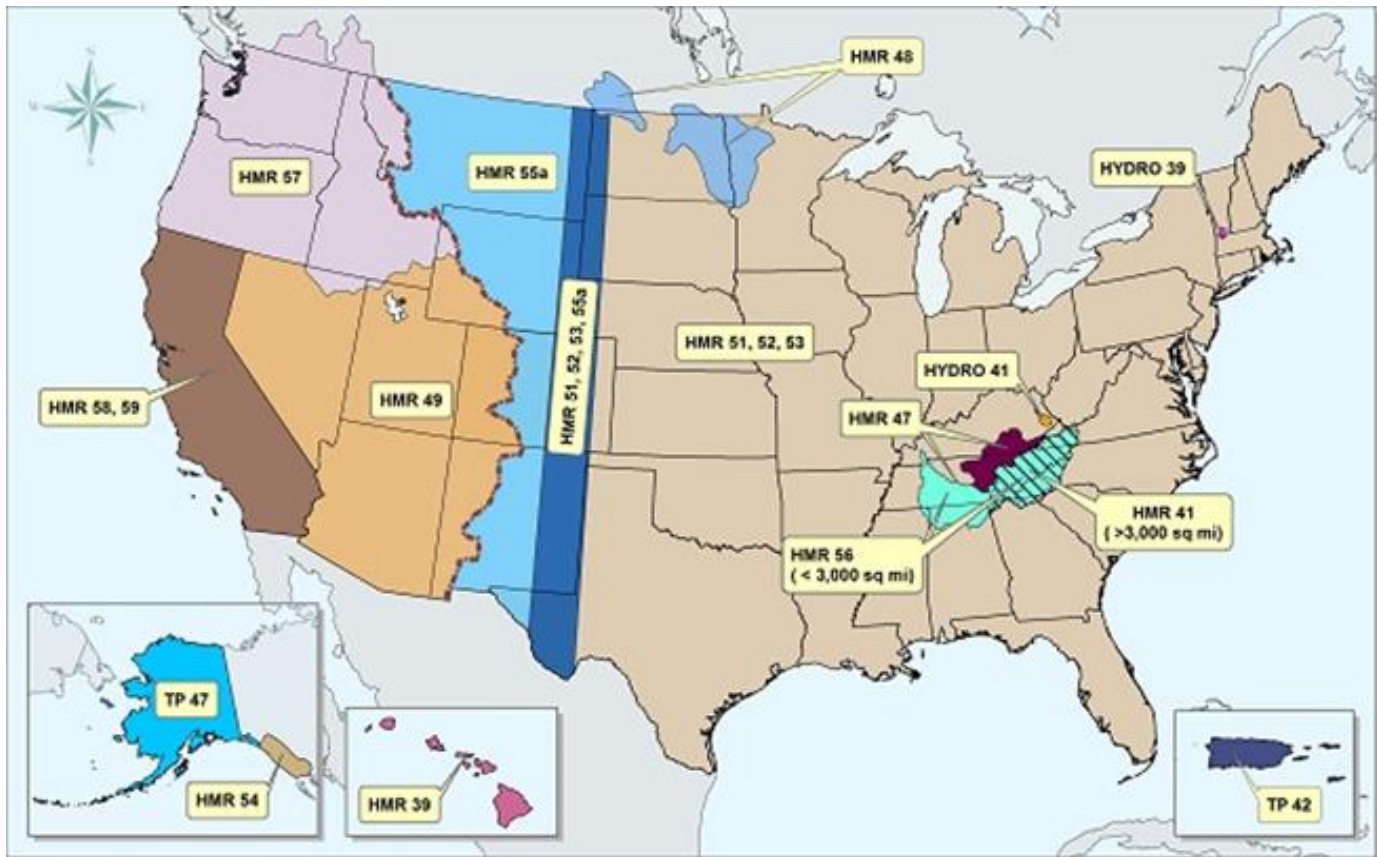 N
W
E
S
HMR 48
HYDRO 39
HMR 57
HMR 55a
HMR 51, 52, 53, 55a
HMR 51, 52, 53
HYDRO 41
HMR 58, 59
HMR 49
HMR 47
HMR 41
( >3,000 sq mi)
HMR 56
( < 3,000 sq mi)
TP 47
HMR 54
HMR 39
TP 42